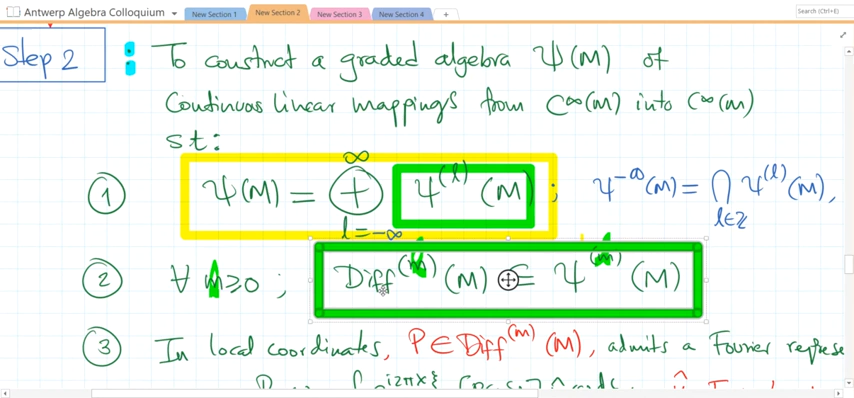 Antwerp Algebra Colloquium
New Section 1
New Section 2
New Section 3
New Section 4
+
Search (Ctrl+E)
Step 2 :
To construct a graded algebra Ψ(M) of
Continuous linear mappings from C∞(M) into C∞(M)
st:
① Ψ(M) = ⊕_{l=-∞}^{∞} Ψ^{(l)}(M) ; Ψ^{-∞}(M) = ∩_{l∈ℤ} Ψ^{(l)}(M),
② ∀ m ≥ 0 ; Diff^{(m)}(M) ⊆ Ψ^{(m)}(M)
③ In local coordinates, P ∈ Diff^{(m)}(M), admits a Fourier